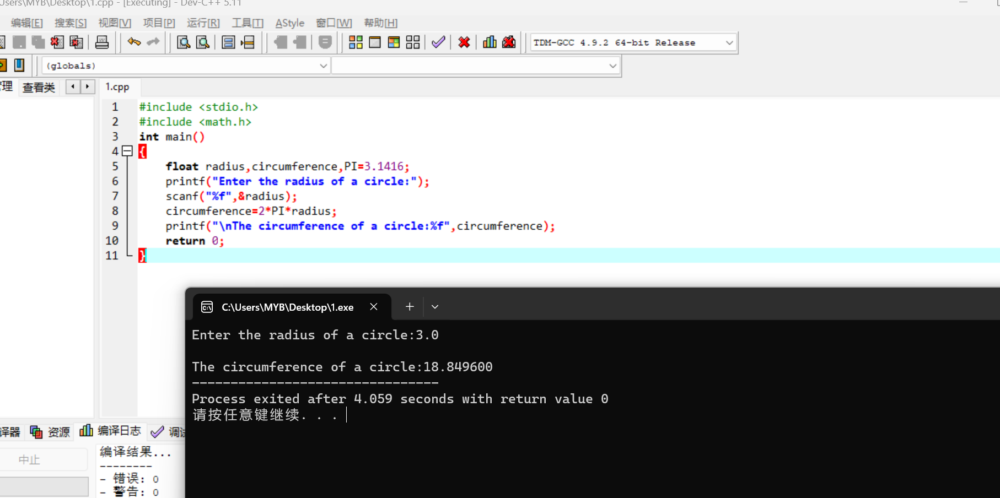 Users\MYB\Desktop\1.cpp - [Executing] - Dev-C++ 5.11
编辑[E] 搜索[S] 视图[V] 项目[P] 运行[R] 工具[T] AStyle 窗口[W] 帮助[H]
TDM-GCC 4.9.2 64-bit Release
(globals)
理 查看类 1.cpp
1 #include <stdio.h>
2 #include <math.h>
3 int main()
4 {
5 float radius,circumference,PI=3.1416;
6 printf("Enter the radius of a circle:");
7 scanf("%f",&radius);
8 circumference=2*PI*radius;
9 printf("\nThe circumference of a circle:%f",circumference);
10 return 0;
11 }
C:\Users\MYB\Desktop\1.exe
Enter the radius of a circle:3.0
The circumference of a circle:18.849600
--------------------------------
Process exited after 4.059 seconds with return value 0
请按任意键继续. . .
译器 资源 编译日志 调试
中止
编译结果...
--------
- 错误: 0
- 警告: 0